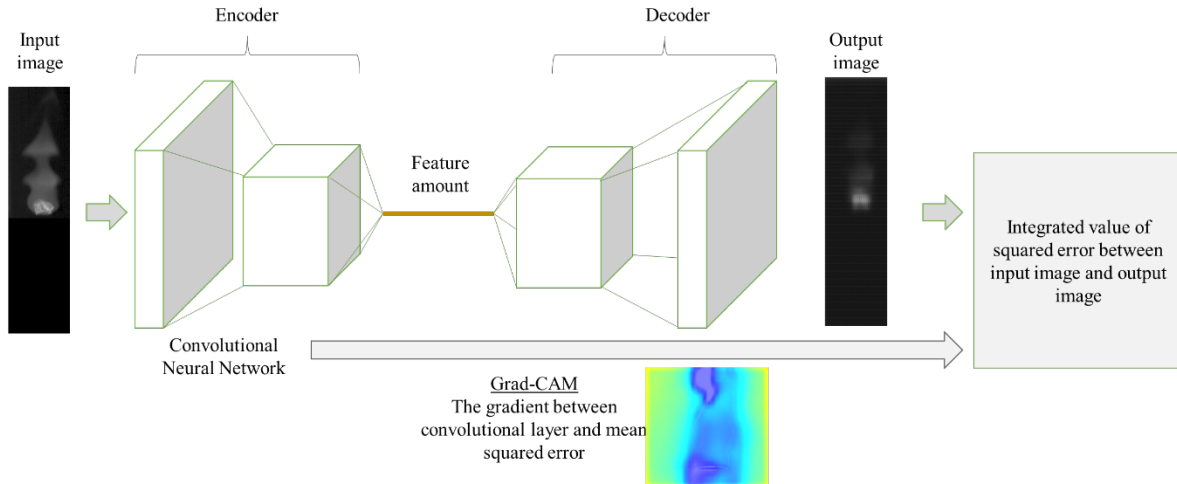 Encoder
Decoder
Input
image
Output
image
Feature
amount
Integrated value of
squared error between
input image and output
image
Convolutional
Neural Network
Grad-CAM
The gradient between
convolutional layer and mean
squared error